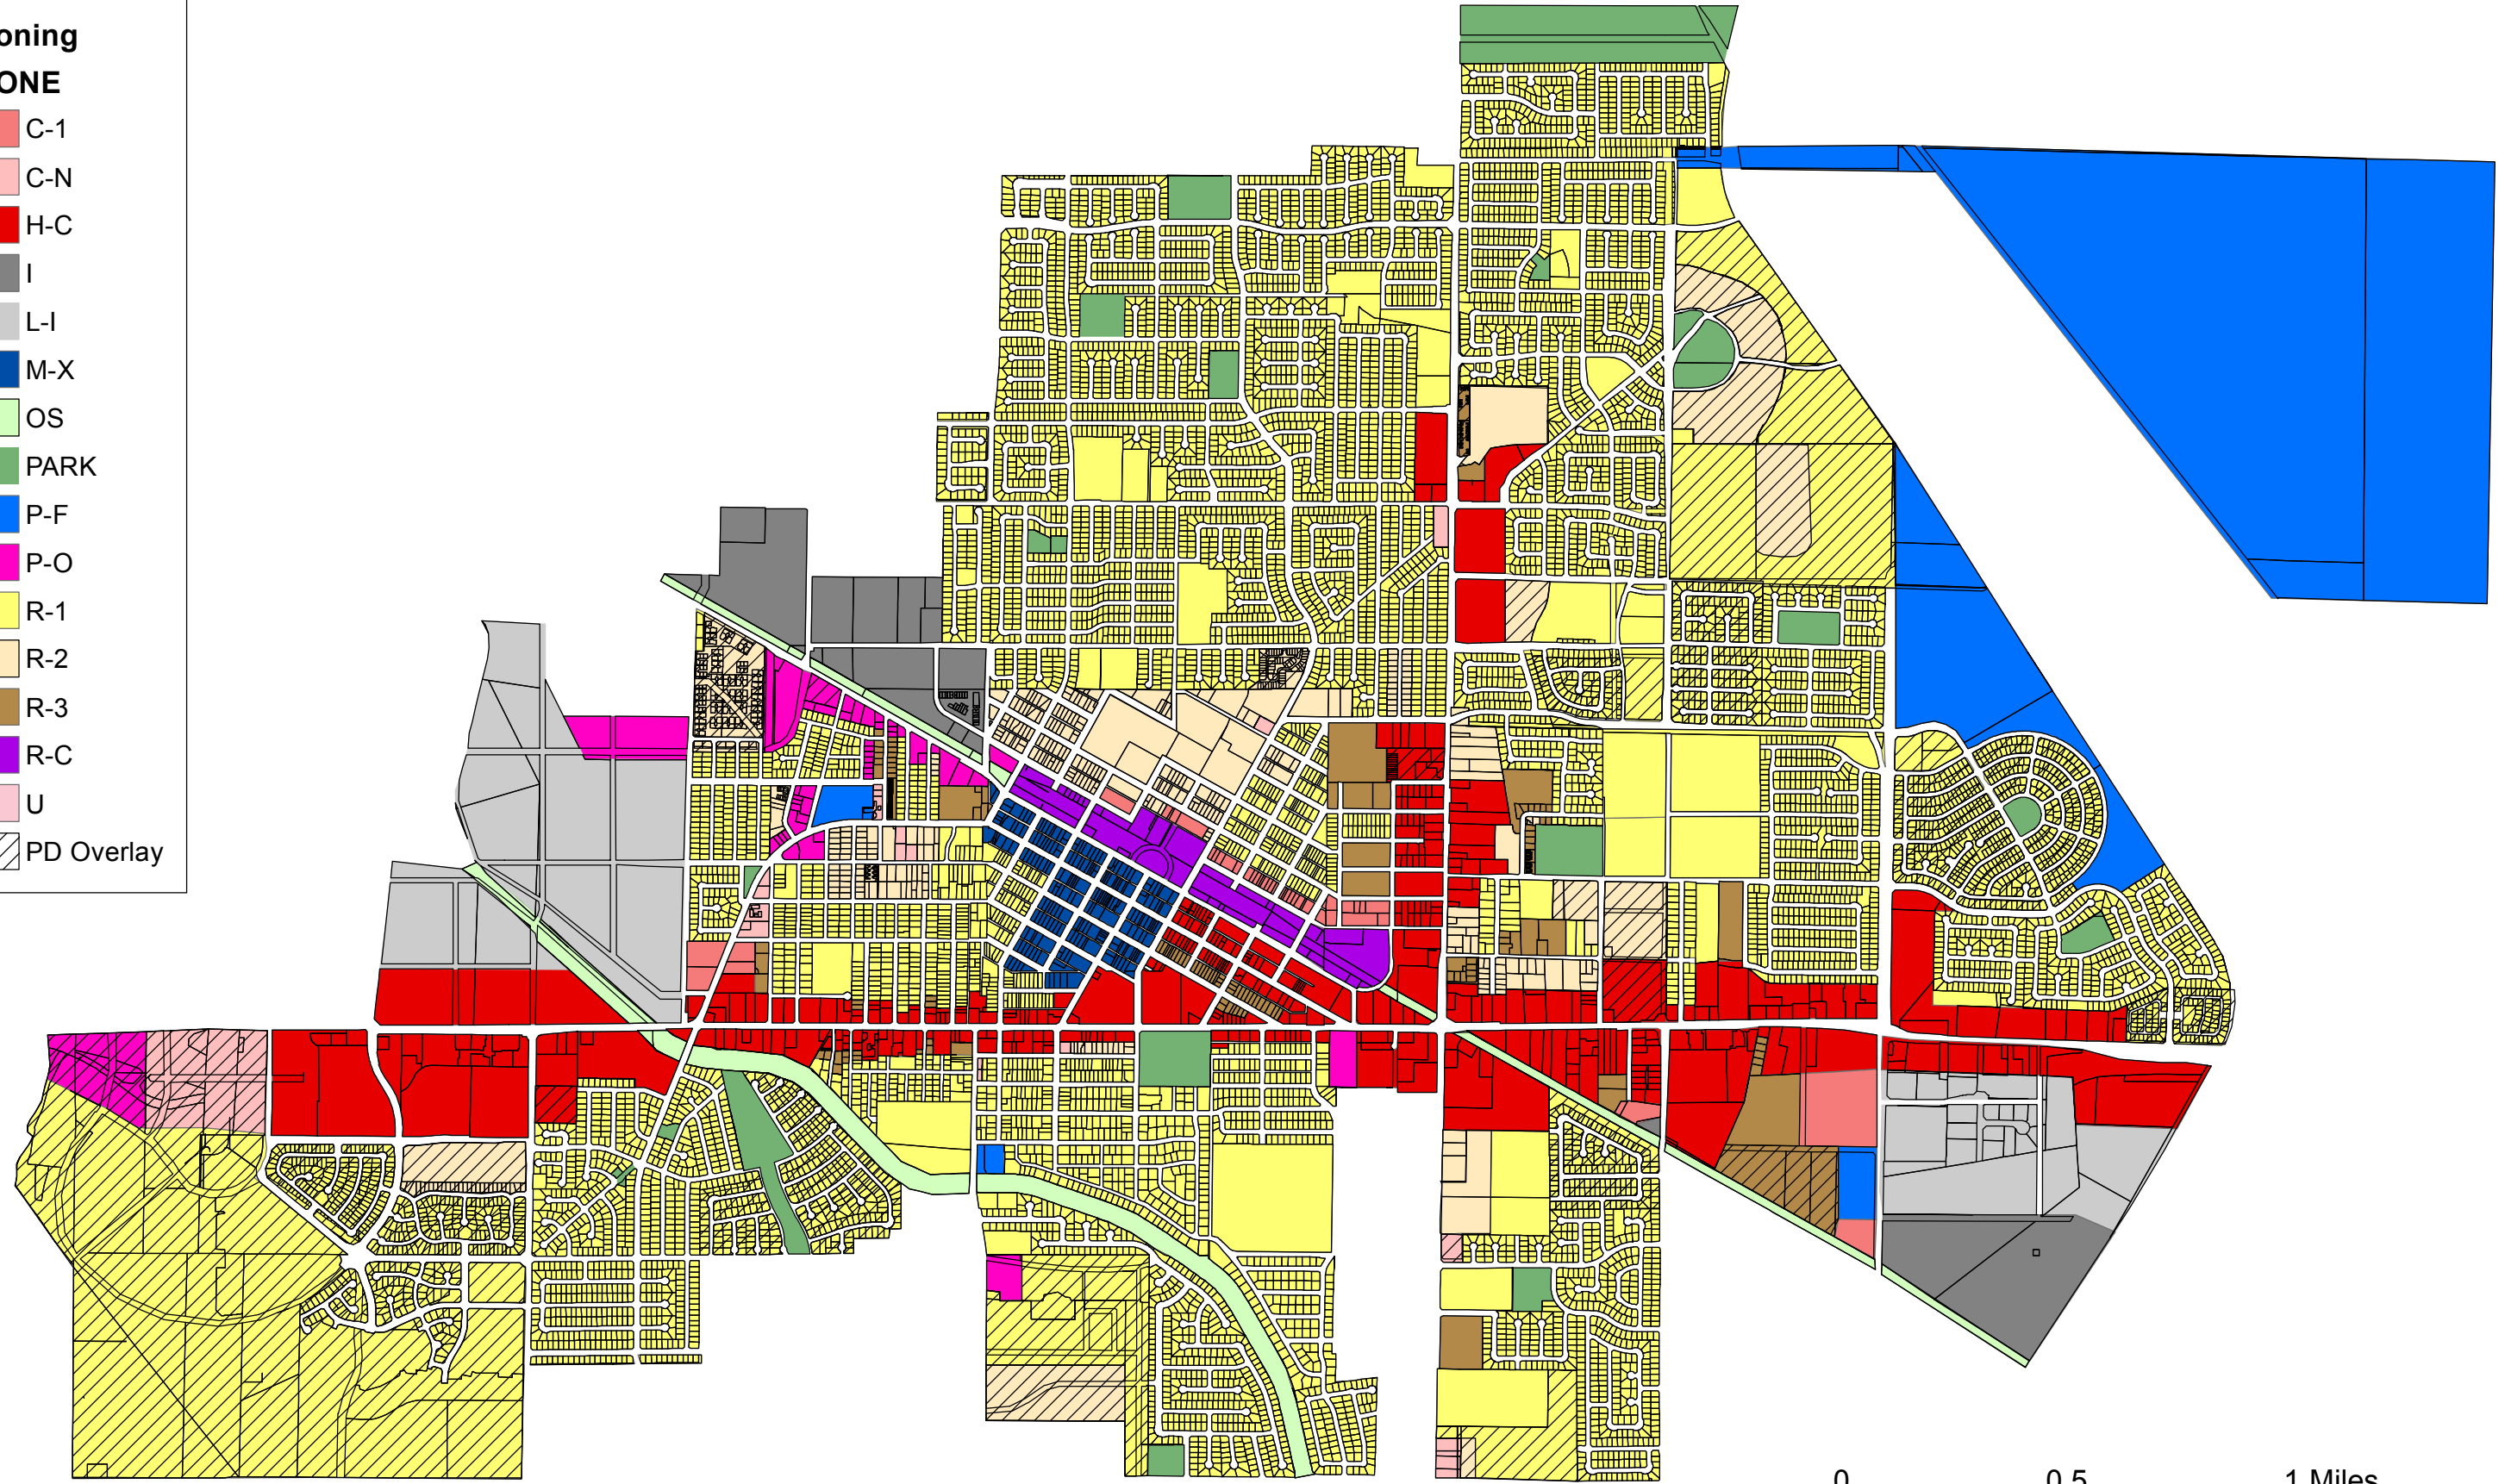 oning
ONE
C-1
C-N
H-C
I
L-I
M-X
OS
PARK
P-F
P-O
R-1
R-2
R-3
R-C
U
PD Overlay
0 0.5 1 Miles